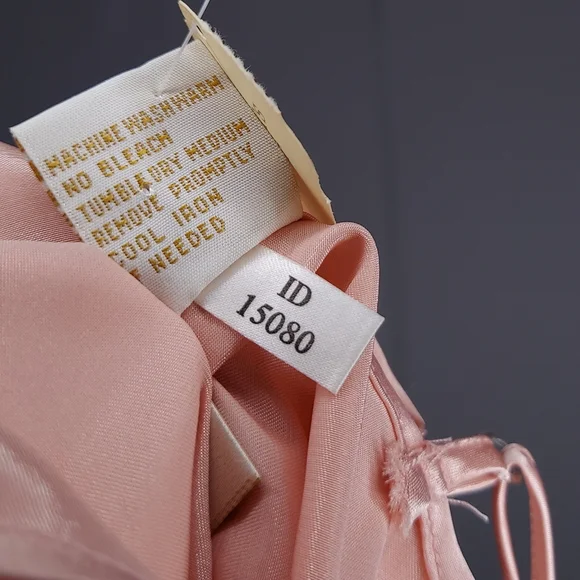 MACHINE WASH WARM
NO BLEACH
TUMBLE DRY MEDIUM
REMOVE PROMPTLY
COOL IRON
NEEDED
ID
15080